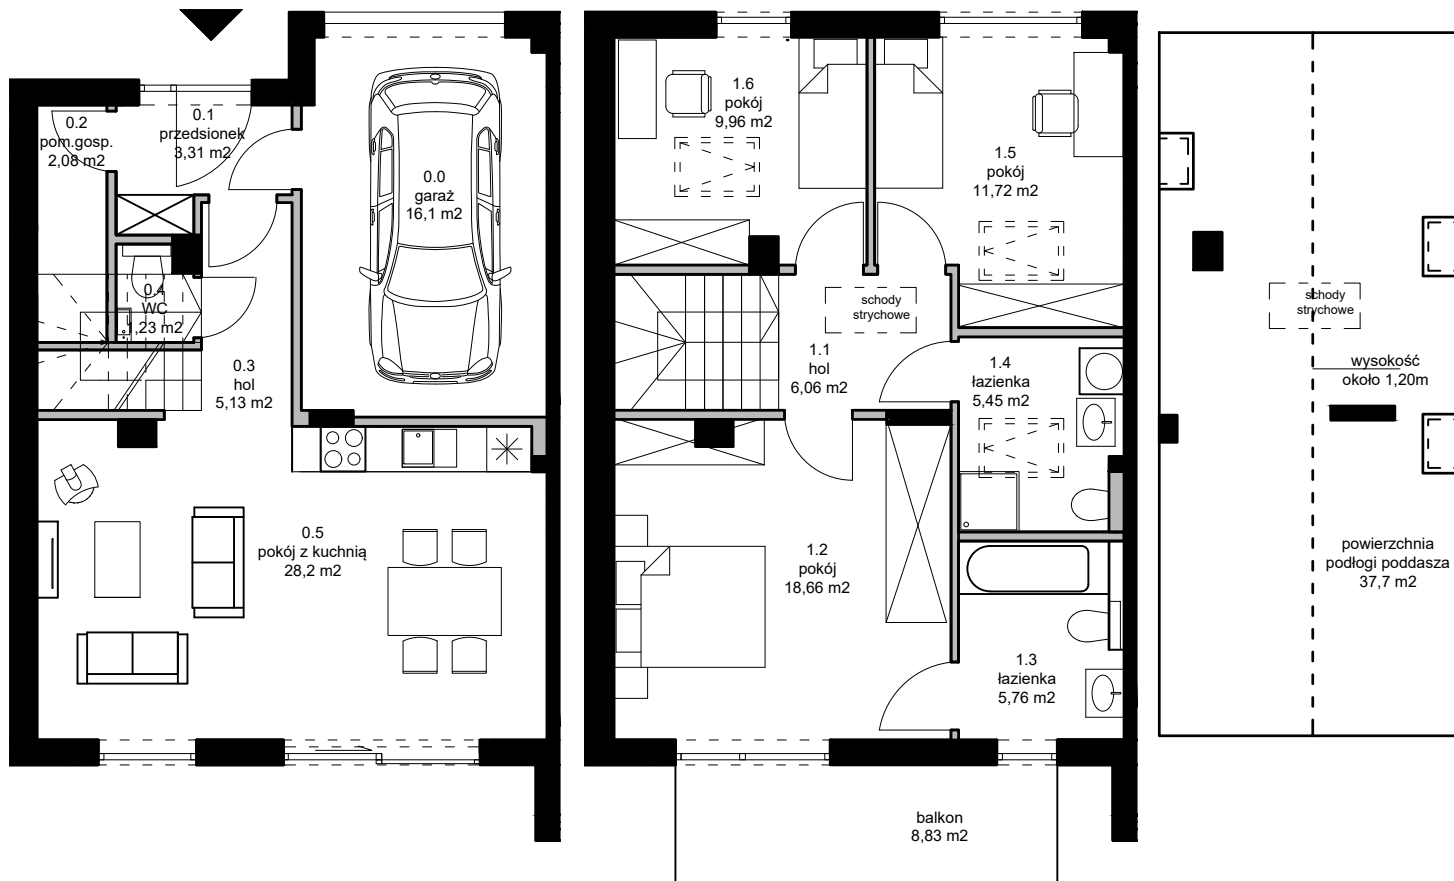 0.2
pom.gosp.
2,08 m2
0.1
przedsionek
3,31 m2
0.0
garaż
16,1 m2
0.4
WC
,23 m2
0.3
hol
5,13 m2
0.5
pokój z kuchnią
28,2 m2
1.6
pokój
9,96 m2
1.5
pokój
11,72 m2
schody
strychowe
1.1
hol
6,06 m2
1.4
łazienka
5,45 m2
1.2
pokój
18,66 m2
1.3
łazienka
5,76 m2
balkon
8,83 m2
schody
strychowe
wysokość
około 1,20m
powierzchnia
podłogi poddasza
37,7 m2